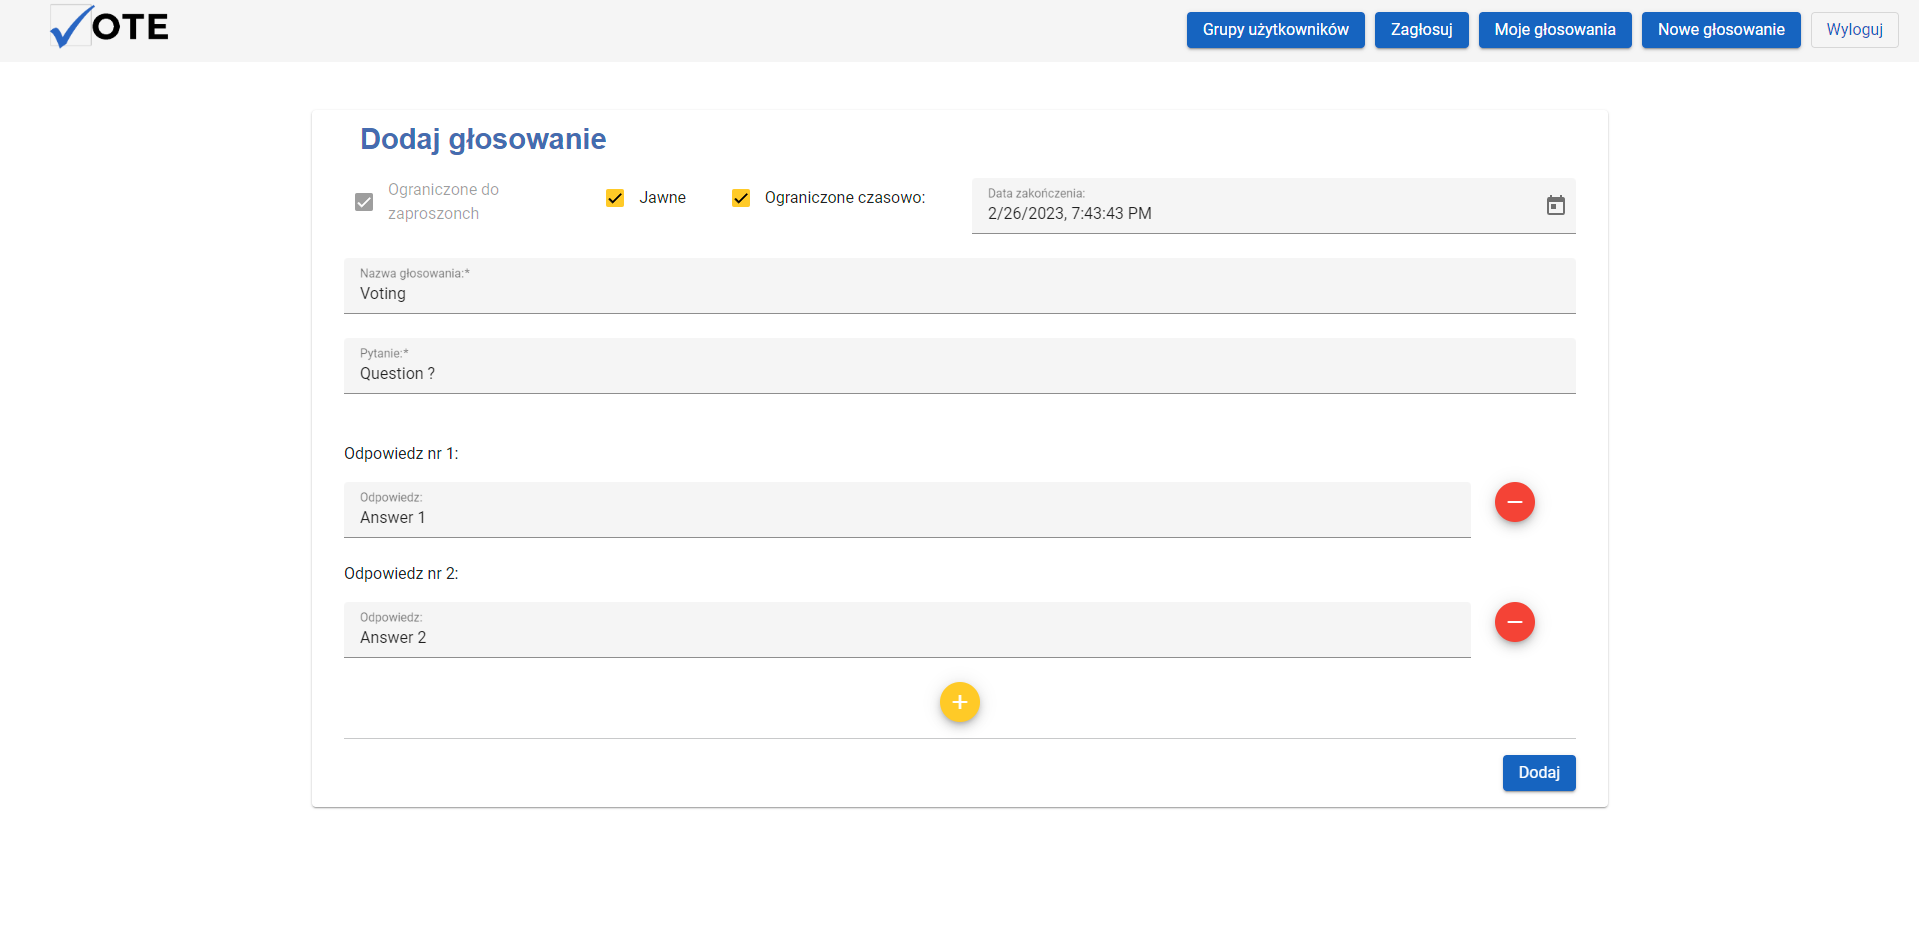 VOTE
Grupy użytkowników
Zagłosuj
Moje głosowania
Nowe głosowanie
Wyloguj
Dodaj głosowanie
Ograniczone do
zaproszonch
Jawne
Ograniczone czasowo:
Data zakończenia:
2/26/2023, 7:43:43 PM
Nazwa głosowania:*
Voting
Pytanie:*
Question ?
Odpowiedz nr 1:
Odpowiedz:
Answer 1
Odpowiedz nr 2:
Odpowiedz:
Answer 2
Dodaj